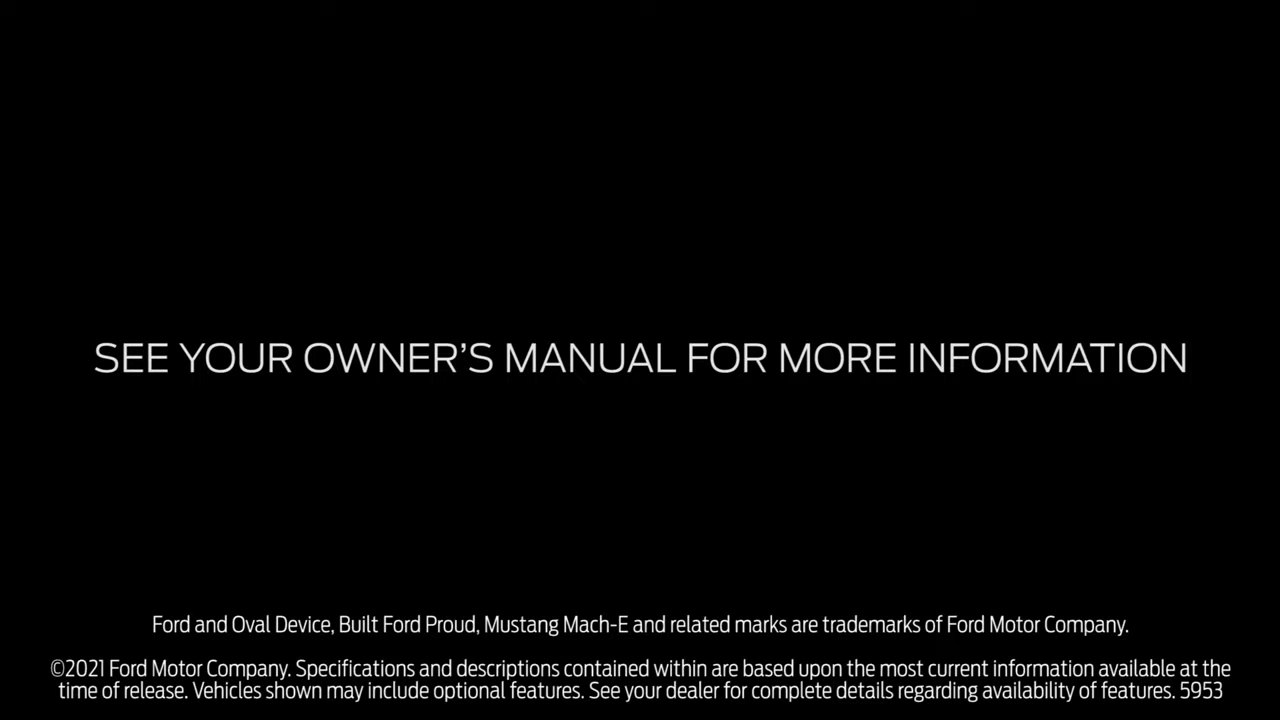 SEE YOUR OWNER’S MANUAL FOR MORE INFORMATION
Ford and Oval Device, Built Ford Proud, Mustang Mach-E and related marks are trademarks of Ford Motor Company.
©2021 Ford Motor Company. Specifications and descriptions contained within are based upon the most current information available at the
time of release. Vehicles shown may include optional features. See your dealer for complete details regarding availability of features. 5953